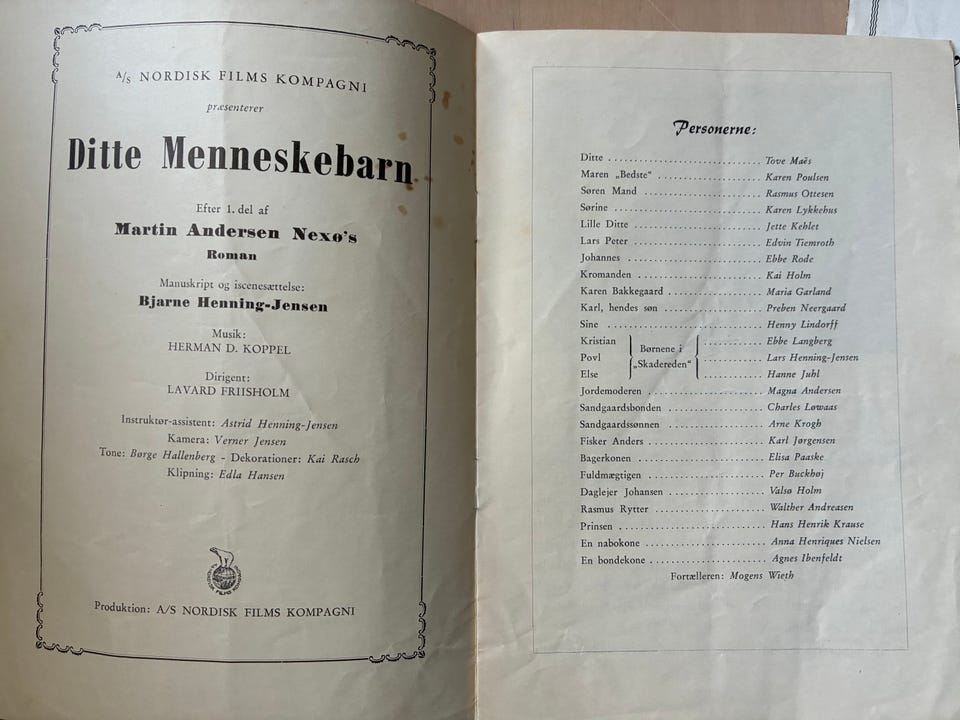 A/S NORDISK FILMS KOMPAGNI
præsenterer
Ditte Menneskebarn
Efter 1. del af
Martin Andersen Nexø's
Roman
Manuskript og iscenesættelse:
Bjarne Henning-Jensen
Musik:
HERMAN D. KOPPEL
Dirigent:
LAVARD FRIISHOLM
Instruktør-assistent: Astrid Henning-Jensen
Kamera: Verner Jensen
Tone: Børge Hallenberg - Dekorationer: Kai Rasch
Klipning: Edla Hansen
Produktion: A/S NORDISK FILMS KOMPAGNI
Personerne:
Ditte ............................ Tove Maës
Maren „Bedste" ................... Karen Poulsen
Søren Mand ...................... Rasmus Ottesen
Sørine ........................... Karen Lykkehus
Lille Ditte ........................ Jette Kehlet
Lars Peter ........................ Edvin Tiemroth
Johannes ......................... Ebbe Rode
Kromanden ....................... Kai Holm
Karen Bakkegaard ................. Maria Garland
Karl, hendes søn .................. Preben Neergaard
Sine ............................. Henny Lindorff
Kristian } Børnene i { ........... Ebbe Langberg
Povl } „Skadereden" { ........... Lars Henning-Jensen
Else ........... Hanne Juhl
Jordemoderen ..................... Magna Andersen
Sandgaardsbonden ................. Charles Løwaas
Sandgaardssønnen ................. Arne Krogh
Fisker Anders ..................... Karl Jørgensen
Bagerkonen ....................... Elisa Paaske
Fuldmægtigen ..................... Per Buckhøj
Daglejer Johansen ................. Valsø Holm
Rasmus Rytter .................... Walther Andreasen
Prinsen .......................... Hans Henrik Krause
En nabokone ...................... Anna Henriques Nielsen
En bondekone ..................... Agnes Ibenfeldt
Fortælleren: Mogens Wieth